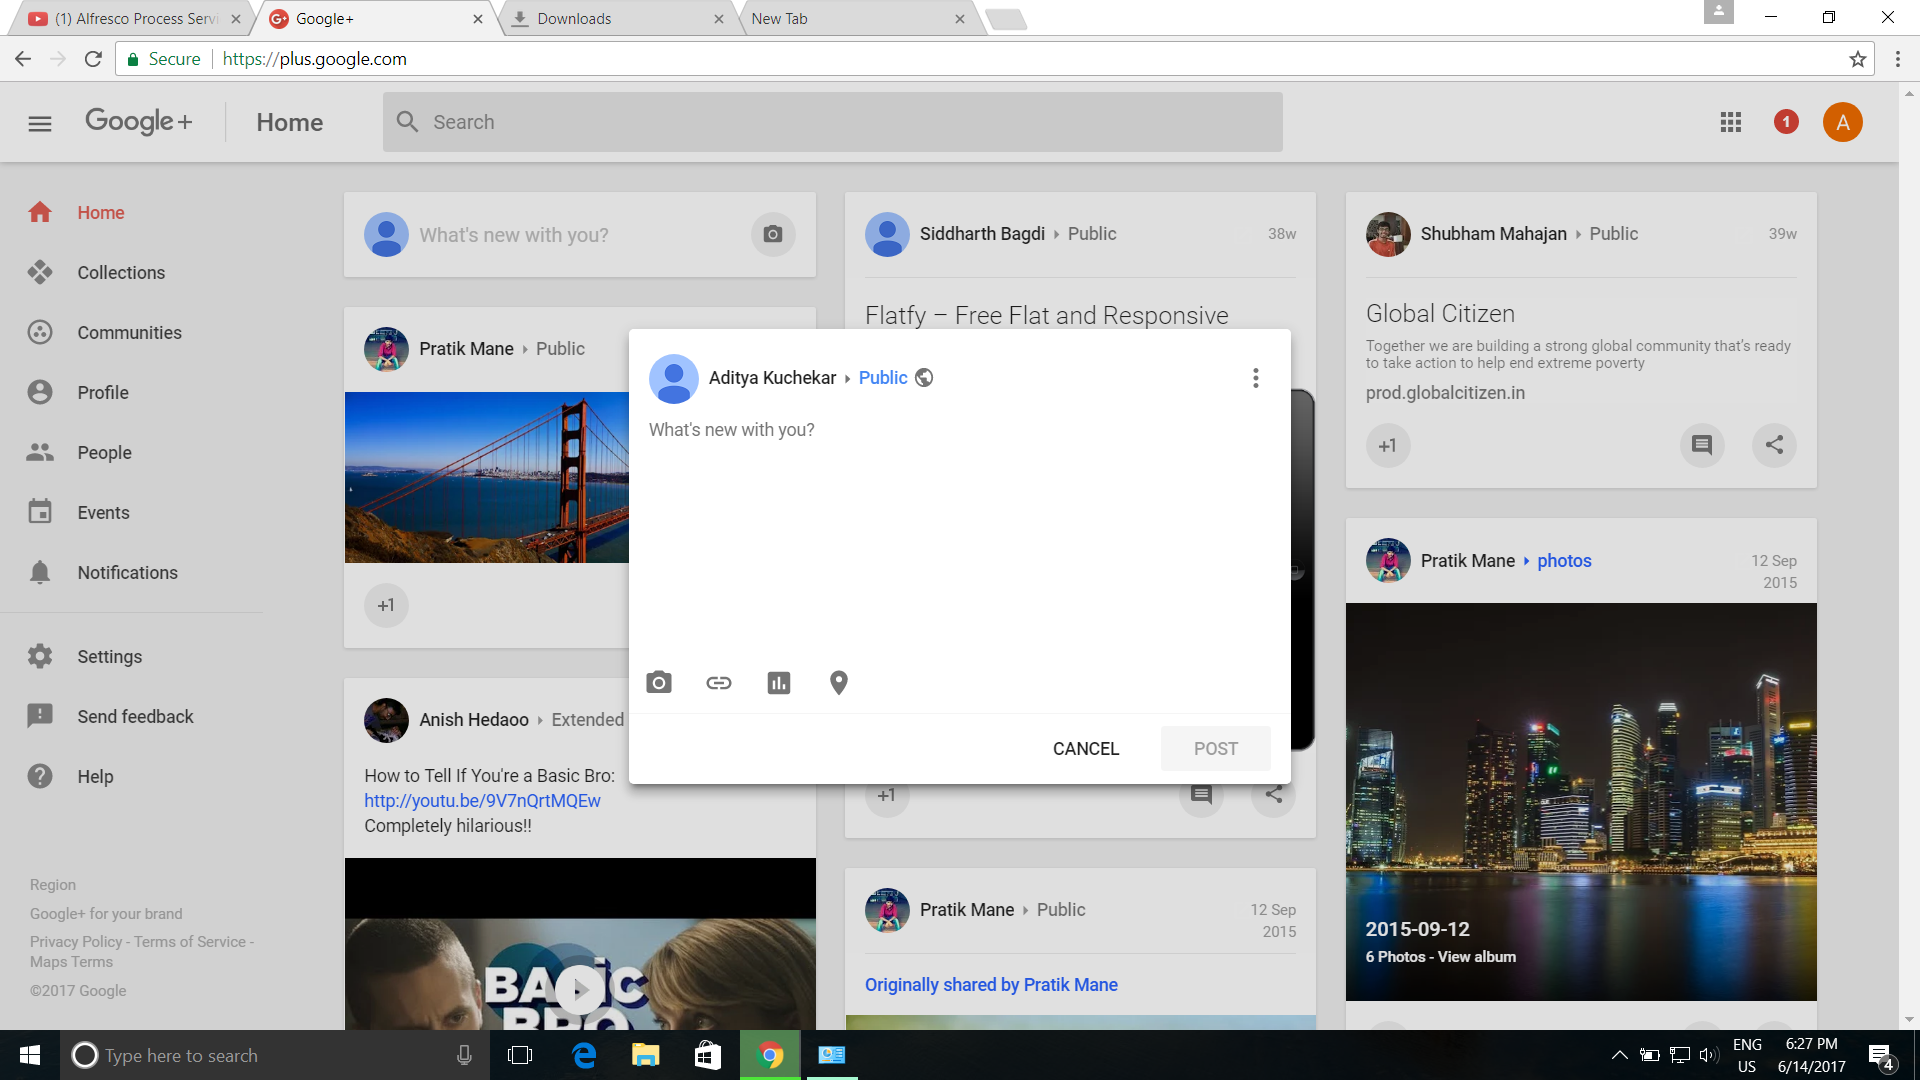 (1) Alfresco Process Servi
Google+
Downloads
New Tab
Secure
https://plus.google.com
Google+
Home
Search
1
A
Home
Collections
Communities
Profile
People
Events
Notifications
Settings
Send feedback
Help
Region
Google+ for your brand
Privacy Policy - Terms of Service -
Maps Terms
©2017 Google
What's new with you?
Pratik Mane
Public
+1
Anish Hedaoo
Extended
How to Tell If You're a Basic Bro:
http://youtu.be/9V7nQrtMQEw
Completely hilarious!!
BASIC
BRO
Siddharth Bagdi
Public
38w
Flatfy – Free Flat and Responsive
Aditya Kuchekar
Public
What's new with you?
CANCEL
POST
+1
Pratik Mane
Public
12 Sep
2015
Originally shared by Pratik Mane
Shubham Mahajan
Public
39w
Global Citizen
Together we are building a strong global community that's ready
to take action to help end extreme poverty
prod.globalcitizen.in
+1
Pratik Mane
photos
12 Sep
2015
2015-09-12
6 Photos - View album
Type here to search
ENG
US
6:27 PM
6/14/2017
4